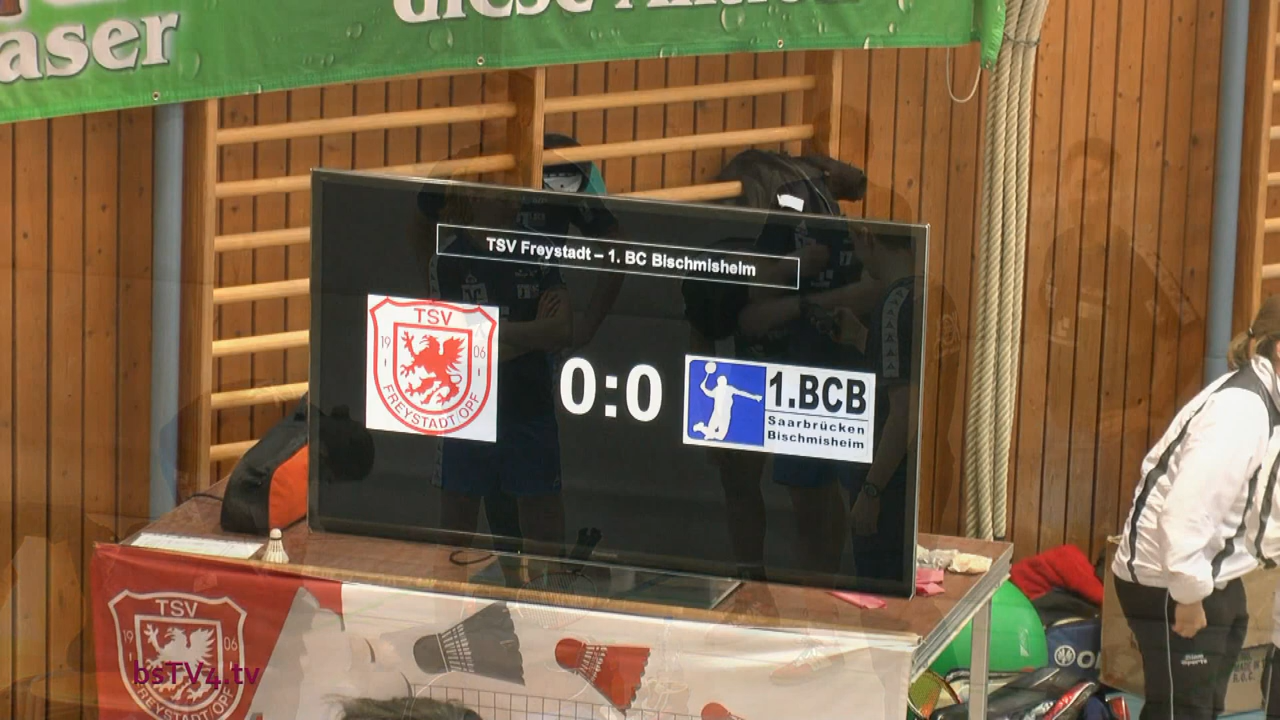 diese Aktion
aser
TSV Freystadt – 1. BC Bischmisheim
TSV
19 06
FREYSTADT/OPF
0:0
1.BCB
Saarbrücken
Bischmisheim
TSV
19 06
FREYSTADT/OPF
bsTV4.tv